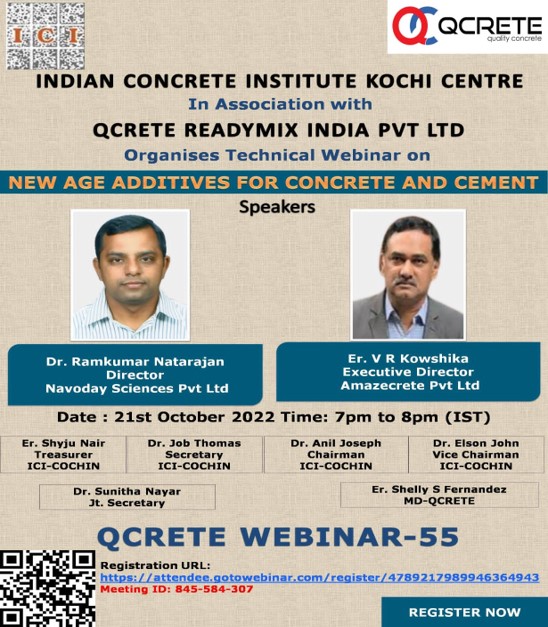 ICI
QCRETE
quality concrete
INDIAN CONCRETE INSTITUTE KOCHI CENTRE
In Association with
QCRETE READYMIX INDIA PVT LTD
Organises Technical Webinar on
NEW AGE ADDITIVES FOR CONCRETE AND CEMENT
Speakers
Dr. Ramkumar Natarajan
Director
Navoday Sciences Pvt Ltd
Er. V R Kowshika
Executive Director
Amazecrete Pvt Ltd
Date : 21st October 2022 Time: 7pm to 8pm (IST)
Er. Shyju Nair
Treasurer
ICI-COCHIN
Dr. Job Thomas
Secretary
ICI-COCHIN
Dr. Anil Joseph
Chairman
ICI-COCHIN
Dr. Elson John
Vice Chairman
ICI-COCHIN
Dr. Sunitha Nayar
Jt. Secretary
Er. Shelly S Fernandez
MD-QCRETE
QCRETE WEBINAR-55
Registration URL:
https://attendee.gotowebinar.com/register/4789217989946364943
Meeting ID: 845-584-307
REGISTER NOW